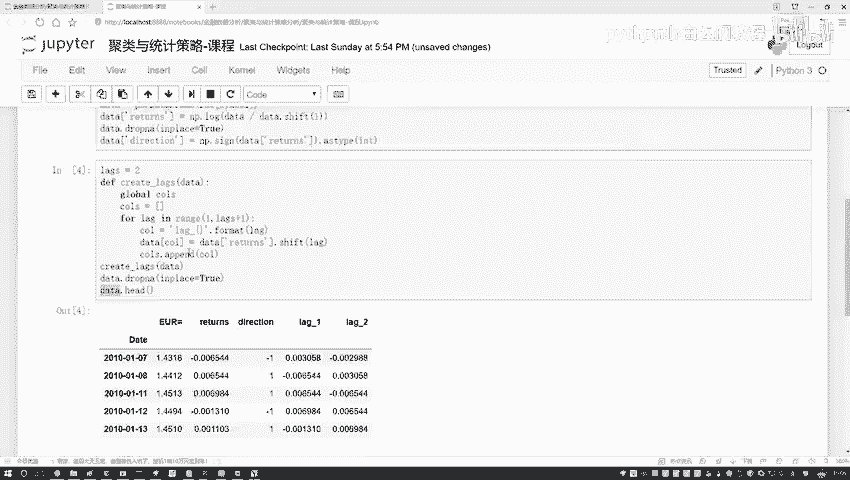 http://localhost:8888/notebooks/
jupyter 聚类与统计策略-课程 Last Checkpoint: Last Sunday at 5:54 PM (unsaved changes)
Logout
File Edit View Insert Cell Kernel Widgets Help
Trusted
Python 3
Code
data['returns'] = np.log(data / data.shift(1))
data.dropna(inplace=True)
data['direction'] = np.sign(data['returns']).astype(int)
In [4]:
lags = 2
def create_lags(data):
global cols
cols = []
for lag in range(1,lags+1):
col = 'lag_{}'.format(lag)
data[col] = data['returns'].shift(lag)
cols.append(col)
create_lags(data)
data.dropna(inplace=True)
data.head()
Out[4]:
EUR= returns direction lag_1 lag_2
Date
2010-01-07 1.4318 -0.006544 -1 0.003058 -0.002988
2010-01-08 1.4412 0.006544 1 -0.006544 0.003058
2010-01-11 1.4513 0.006984 1 0.006544 -0.006544
2010-01-12 1.4494 -0.001310 -1 0.006984 0.006544
2010-01-13 1.4510 0.001103 1 -0.001310 0.006984